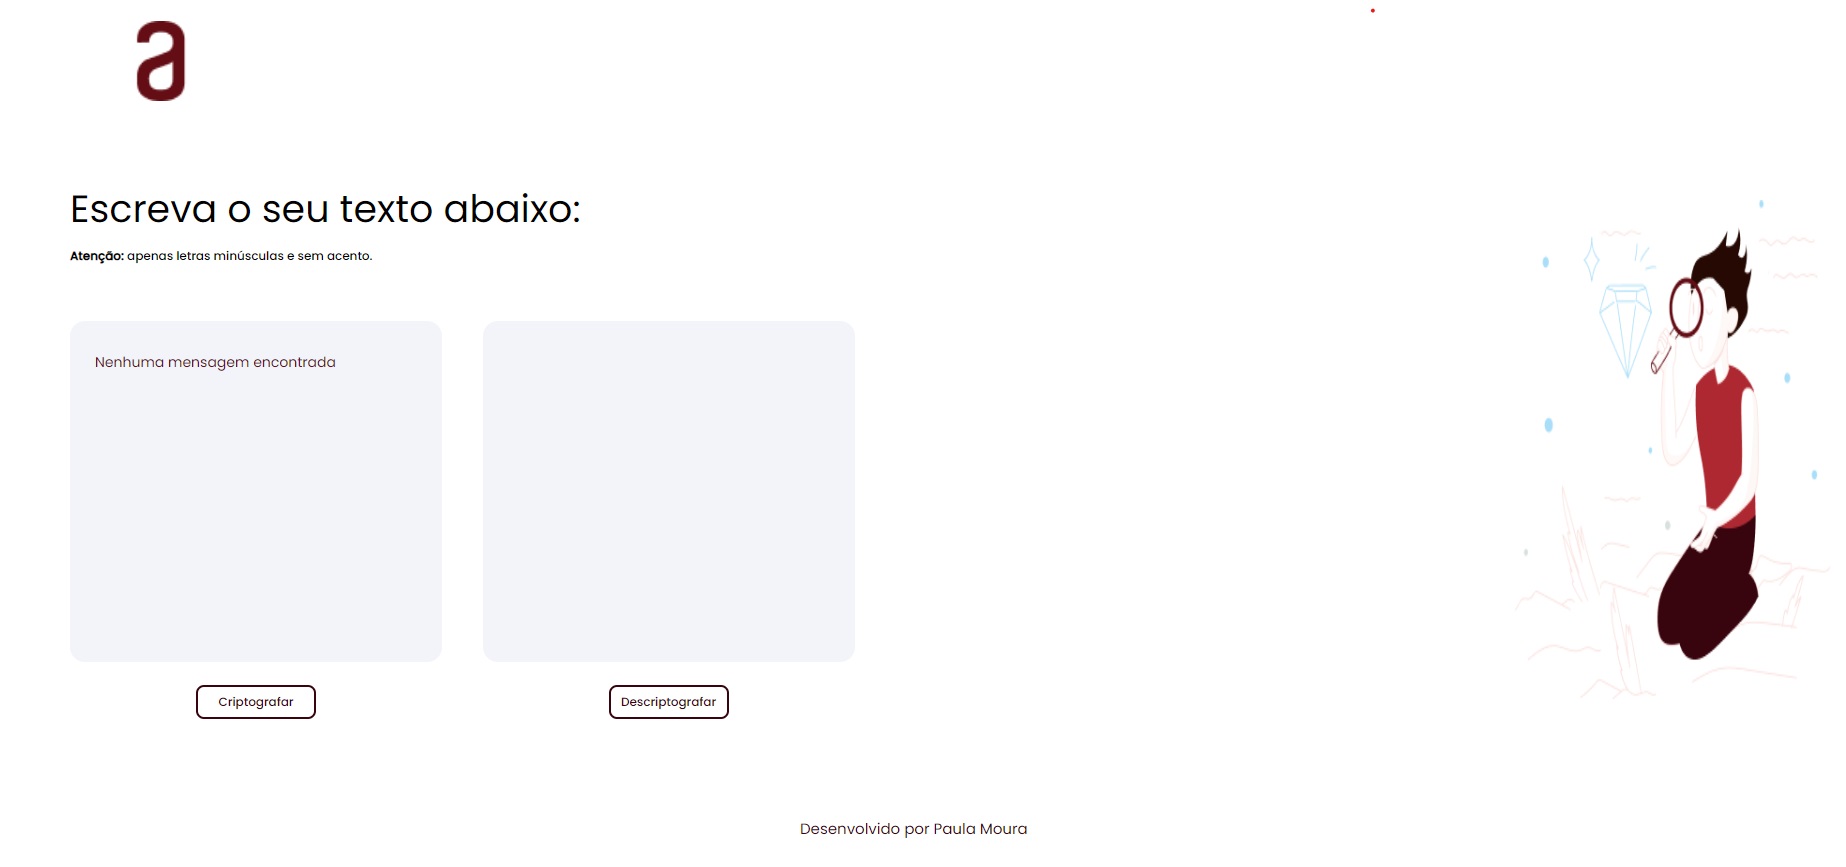 a
Escreva o seu texto abaixo:
Atenção: apenas letras minúsculas e sem acento.
Nenhuma mensagem encontrada
Criptografar
Descriptografar
Desenvolvido por Paula Moura